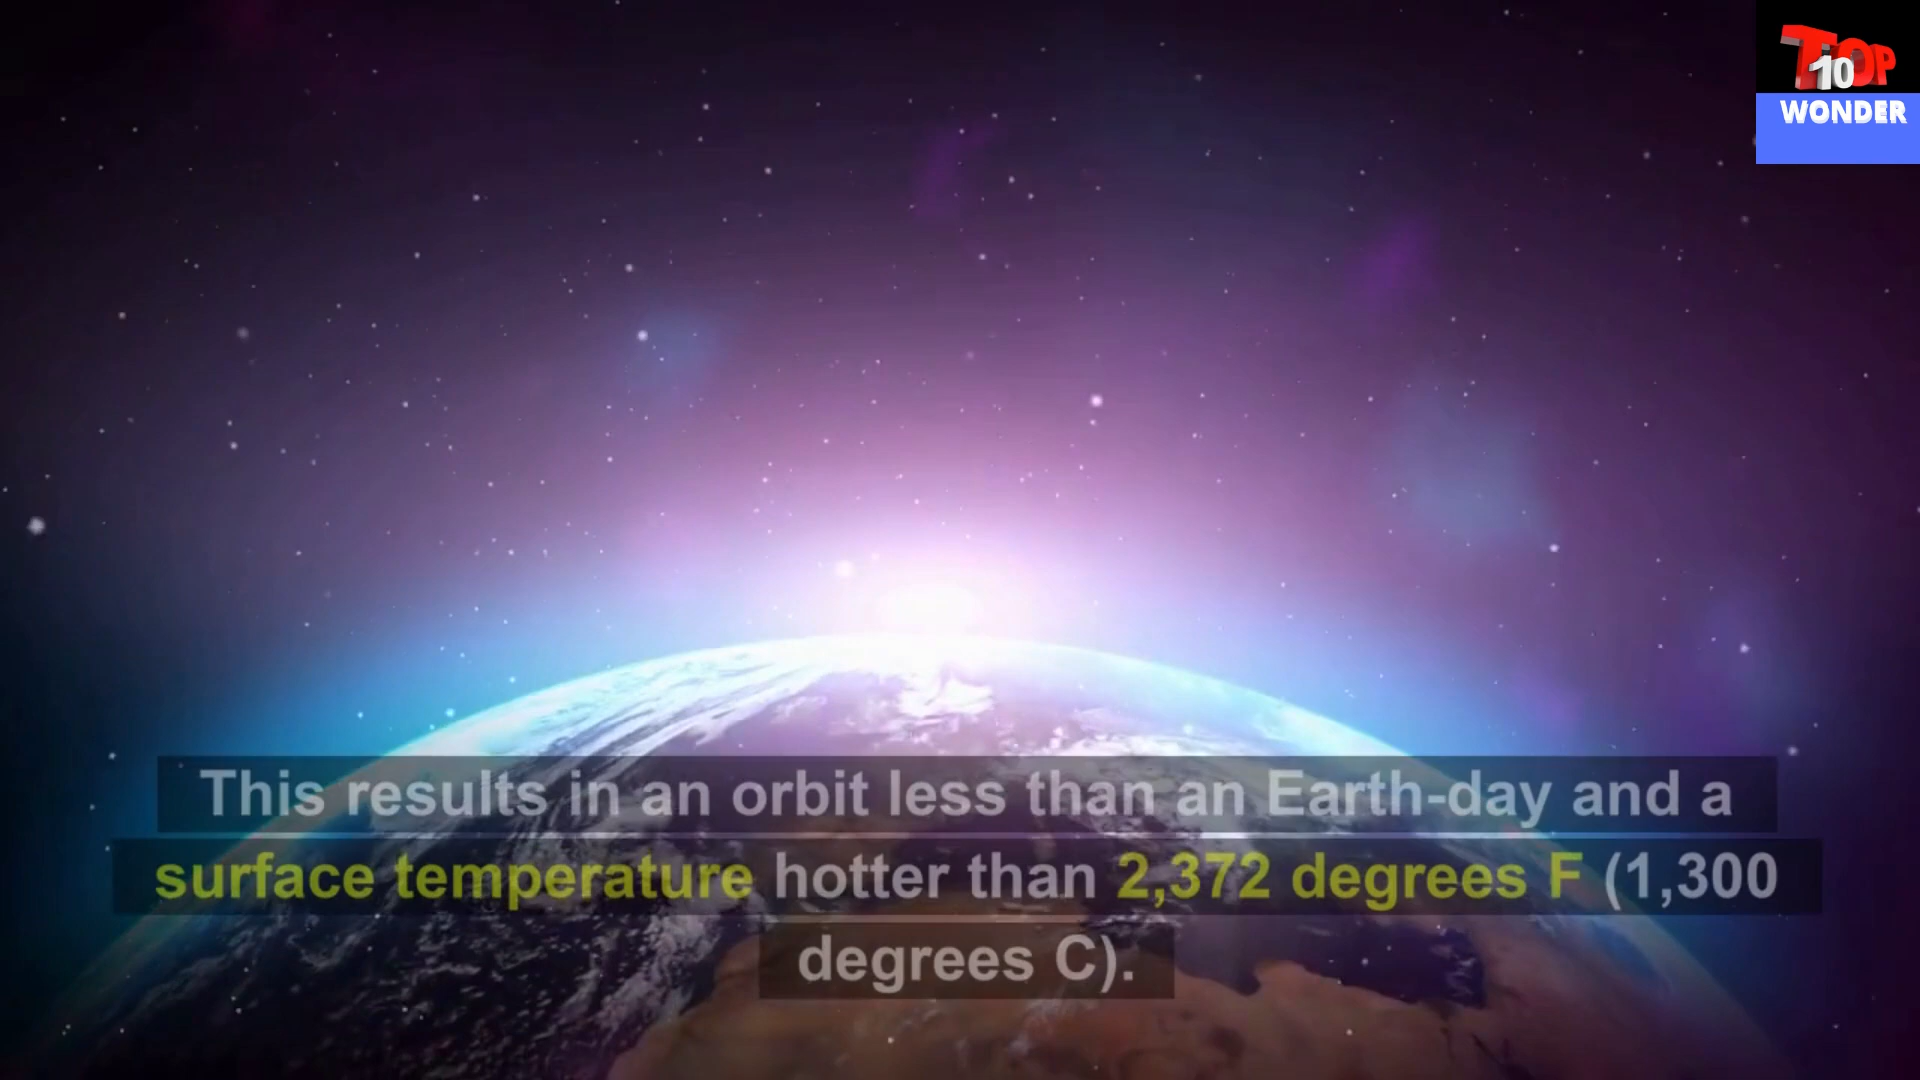 TOP
10
WONDER
This results in an orbit less than an Earth-day and a
surface temperature hotter than 2,372 degrees F (1,300
degrees C).